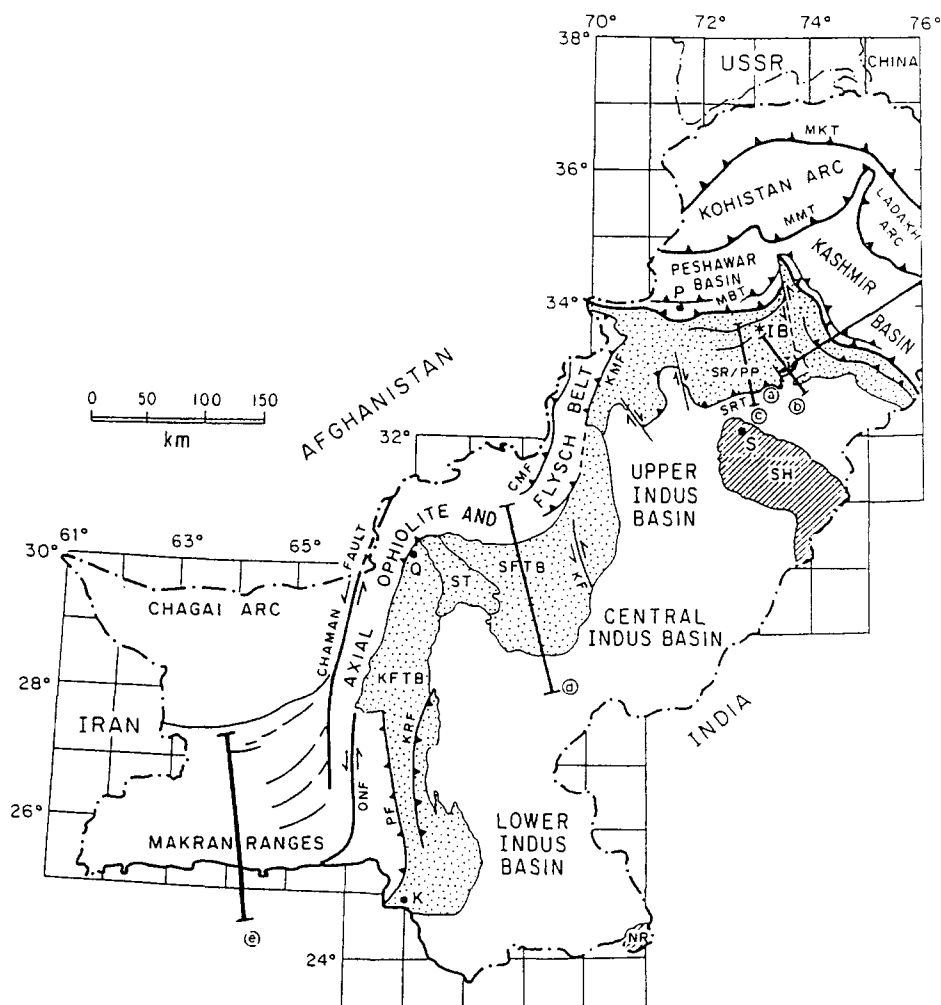 70° 72° 74° 76°
38°
USSR
CHINA
MKT
36°
KOHISTAN ARC
LADAKH
ARC
MMT
KASHMIR
BASIN
PESHAWAR
BASIN
P
MBT
34°
*IB
KMF
SR/PP
SRT
a
b
c
AFGHANISTAN
0 50 100 150
km
32°
CMF
FLYSCH BELT
S
SH
UPPER
INDUS
BASIN
61° 63° 65°
30°
FAULT
OPHIOLITE AND
Q
ST
SFTB
KF
CHAGAI ARC
CHAMAN
AXIAL
CENTRAL
INDUS BASIN
28°
KFTB
d
IRAN
KRF
INDIA
ONF
PF
26°
MAKRAN RANGES
LOWER
INDUS
BASIN
K
e
NR
24°